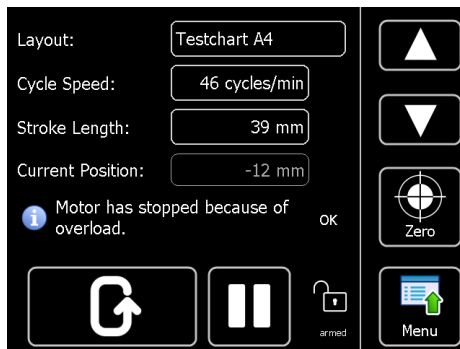 Layout: Testchart A4
Cycle Speed: 46 cycles/min
Stroke Length: 39 mm
Current Position: -12 mm
Motor has stopped because of
overload.
OK
Zero
armed
Menu